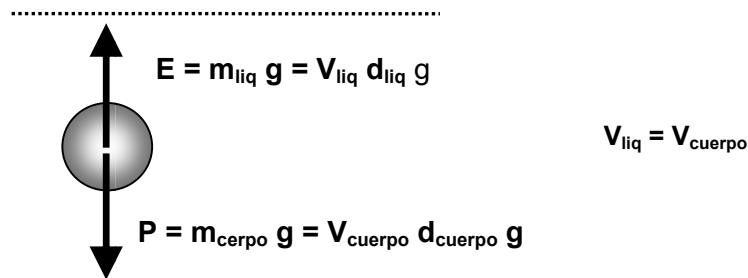 E = m_liq g = V_liq d_liq g
V_liq = V_cuerpo
P = m_cerpo g = V_cuerpo d_cuerpo g